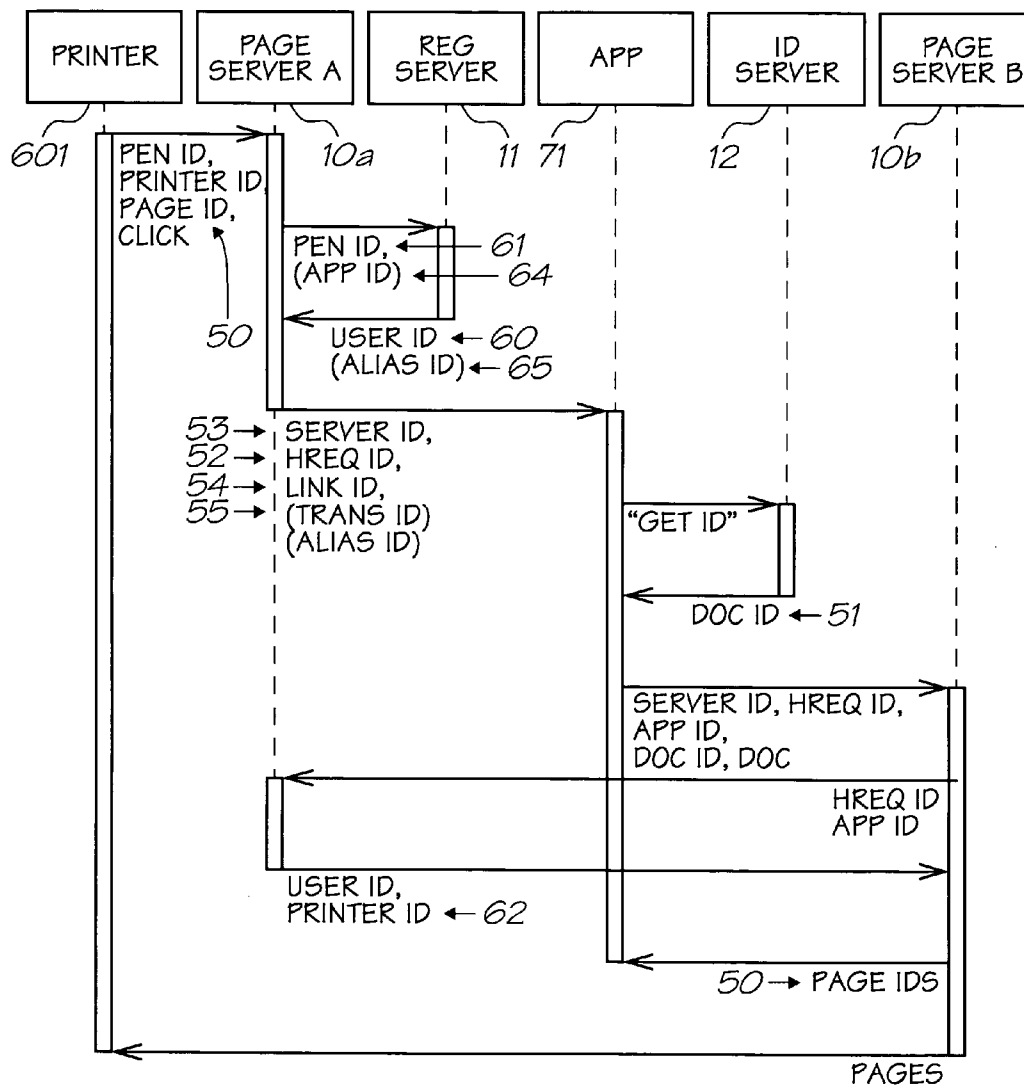 PRINTER
PAGE
SERVER A
REG
SERVER
APP
ID
SERVER
PAGE
SERVER B
601
10a
11
71
12
10b
PEN ID,
PRINTER ID,
PAGE ID,
CLICK
50
PEN ID, 61
(APP ID) 64
USER ID 60
(ALIAS ID) 65
53 SERVER ID,
52 HREQ ID,
54 LINK ID,
55 (TRANS ID)
(ALIAS ID)
"GET ID"
DOC ID 51
SERVER ID, HREQ ID,
APP ID,
DOC ID, DOC
HREQ ID
APP ID
USER ID,
PRINTER ID 62
50 PAGE IDS
PAGES